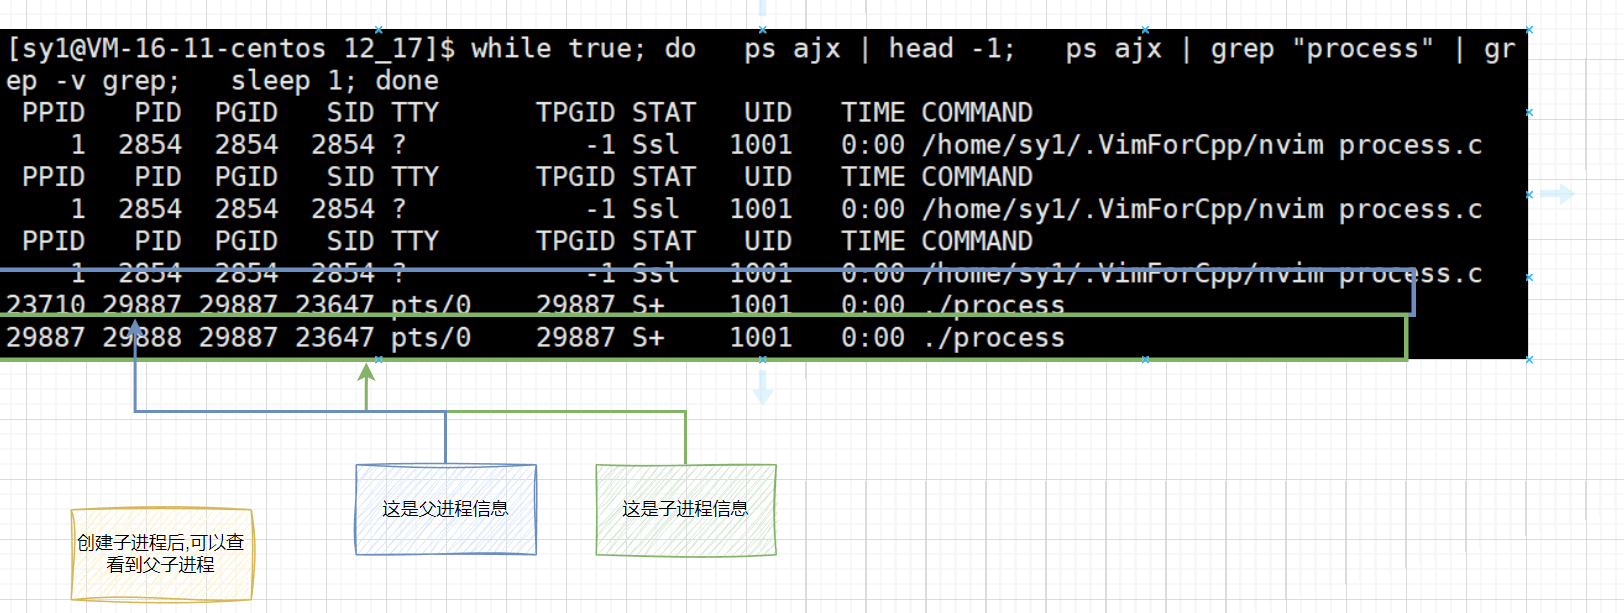 [sy1@VM-16-11-centos 12_17]$ while true; do   ps ajx | head -1;   ps ajx | grep "process" | gr
ep -v grep;   sleep 1; done
 PPID   PID  PGID   SID TTY      TPGID STAT   UID   TIME COMMAND
    1  2854  2854  2854 ?           -1 Ssl   1001   0:00 /home/sy1/.VimForCpp/nvim process.c
 PPID   PID  PGID   SID TTY      TPGID STAT   UID   TIME COMMAND
    1  2854  2854  2854 ?           -1 Ssl   1001   0:00 /home/sy1/.VimForCpp/nvim process.c
 PPID   PID  PGID   SID TTY      TPGID STAT   UID   TIME COMMAND
    1  2854  2854  2854 ?           -1 Ssl   1001   0:00 /home/sy1/.VimForCpp/nvim process.c
23710 29887 29887 23647 pts/0    29887 S+    1001   0:00 ./process
29887 29888 29887 23647 pts/0    29887 S+    1001   0:00 ./process
这是父进程信息
这是子进程信息
创建子进程后,可以查
看到父子进程